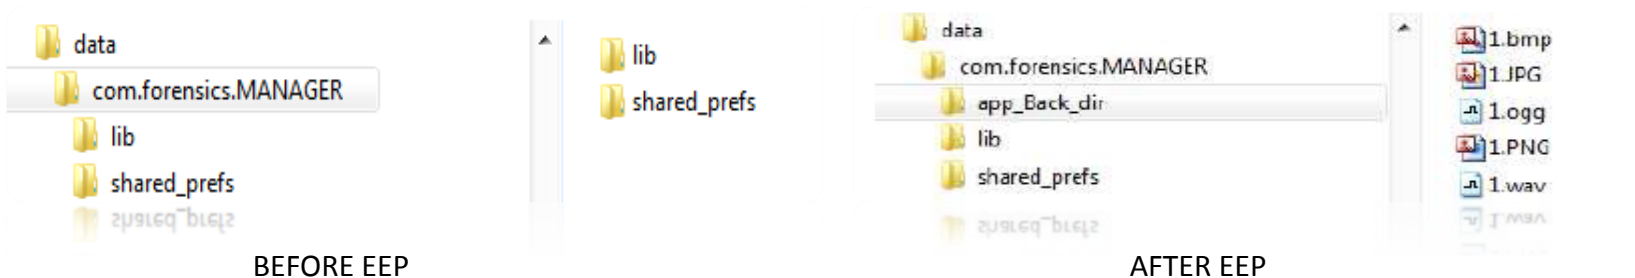 data
com.forensics.MANAGER
lib
shared_prefs
lib
shared_prefs
BEFORE EEP
data
com.forensics.MANAGER
app_Back_dir
lib
shared_prefs
1.bmp
1.JPG
1.ogg
1.PNG
1.wav
AFTER EEP